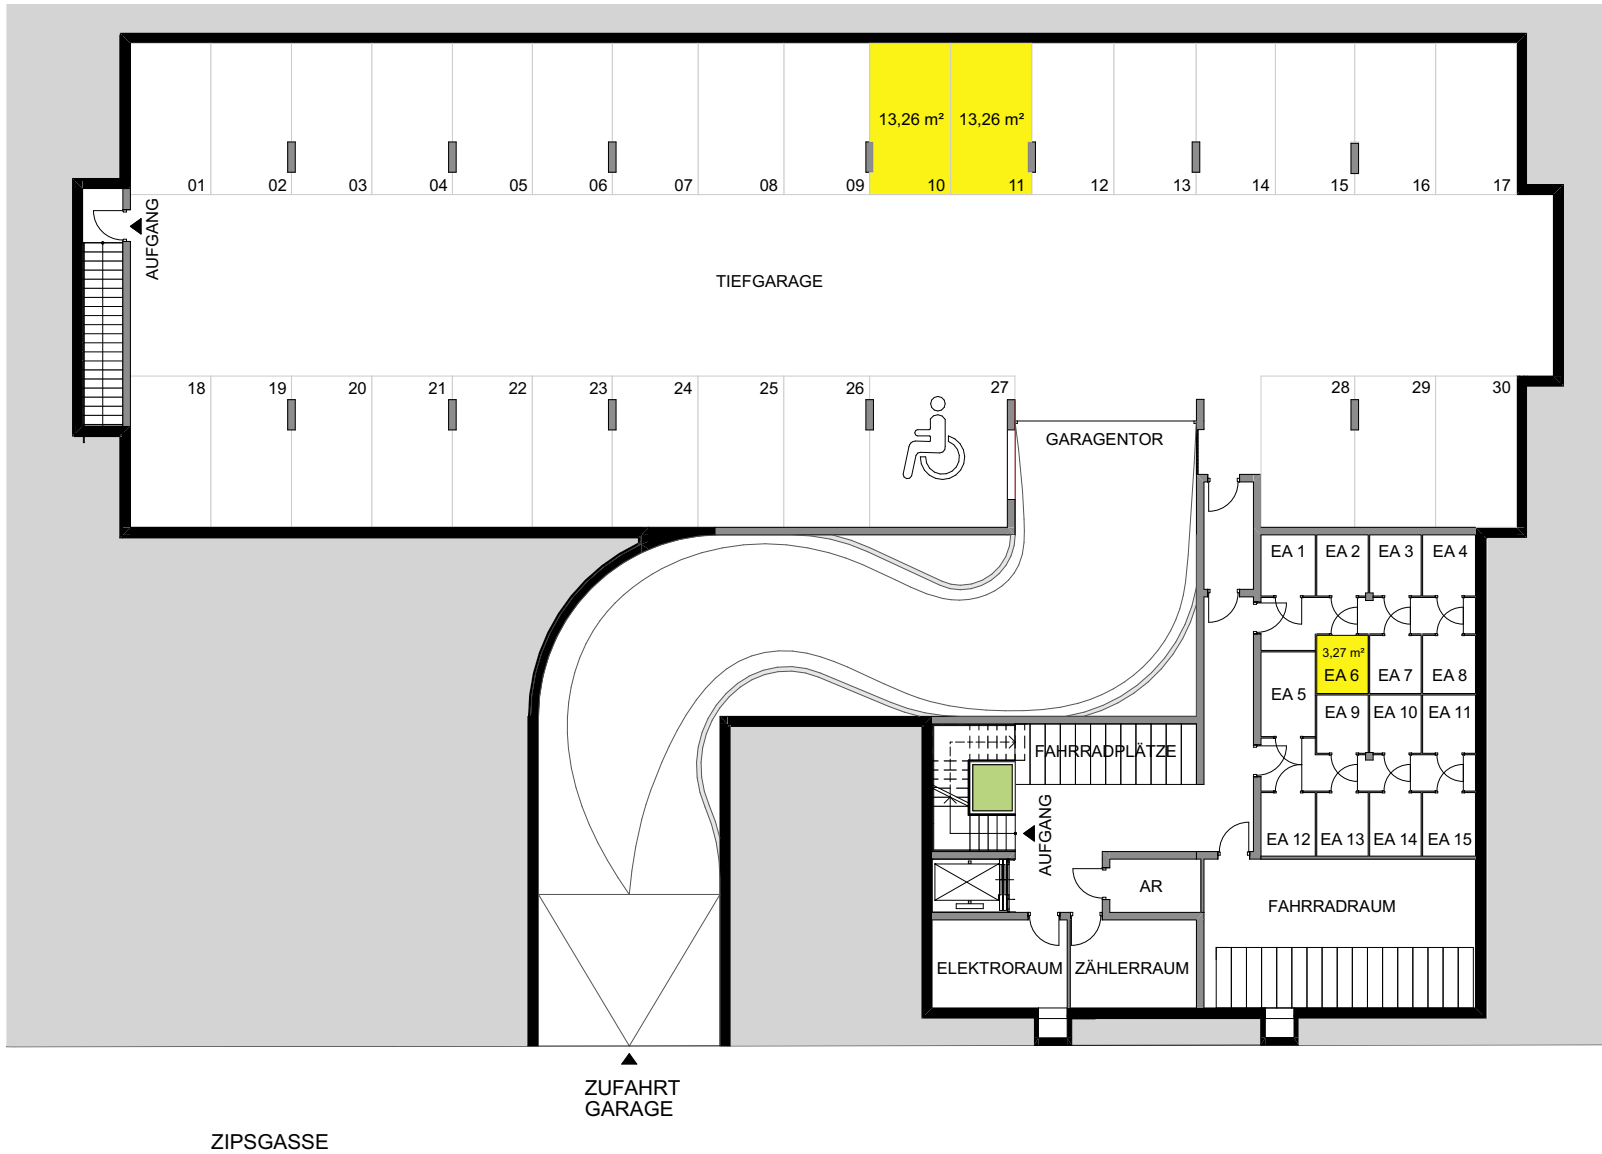 13,26 m² 13,26 m²
01 02 03 04 05 06 07 08 09 10 11 12 13 14 15 16 17
AUFGANG
TIEFGARAGE
18 19 20 21 22 23 24 25 26 27 28 29 30
GARAGENTOR
EA 1 EA 2 EA 3 EA 4
3,27 m²
EA 5 EA 6 EA 7 EA 8
EA 9 EA 10 EA 11
FAHRRADPLÄTZE
AUFGANG
EA 12 EA 13 EA 14 EA 15
AR
FAHRRADRAUM
ELEKTRORAUM ZÄHLERRAUM
ZUFAHRT
GARAGE
ZIPSGASSE